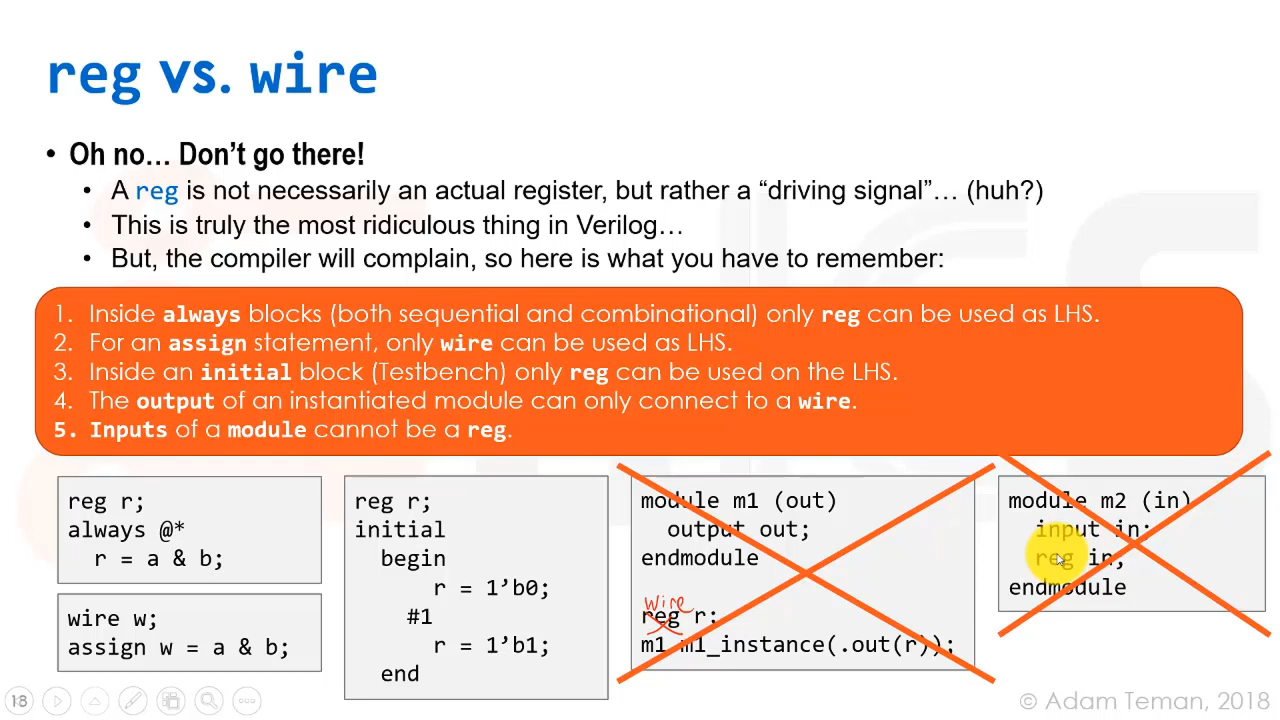 reg vs. wire
• Oh no… Don’t go there!
• A reg is not necessarily an actual register, but rather a “driving signal”… (huh?)
• This is truly the most ridiculous thing in Verilog…
• But, the compiler will complain, so here is what you have to remember:
1. Inside always blocks (both sequential and combinational) only reg can be used as LHS.
2. For an assign statement, only wire can be used as LHS.
3. Inside an initial block (Testbench) only reg can be used on the LHS.
4. The output of an instantiated module can only connect to a wire.
5. Inputs of a module cannot be a reg.
reg r;
always @*
r = a & b;
wire w;
assign w = a & b;
reg r;
initial
begin
r = 1’b0;
#1
r = 1’b1;
end
module m1 (out)
output out;
endmodule
wire
reg r;
m1 m1_instance(.out(r));
module m2 (in)
input in;
reg in;
endmodule
18
© Adam Teman, 2018